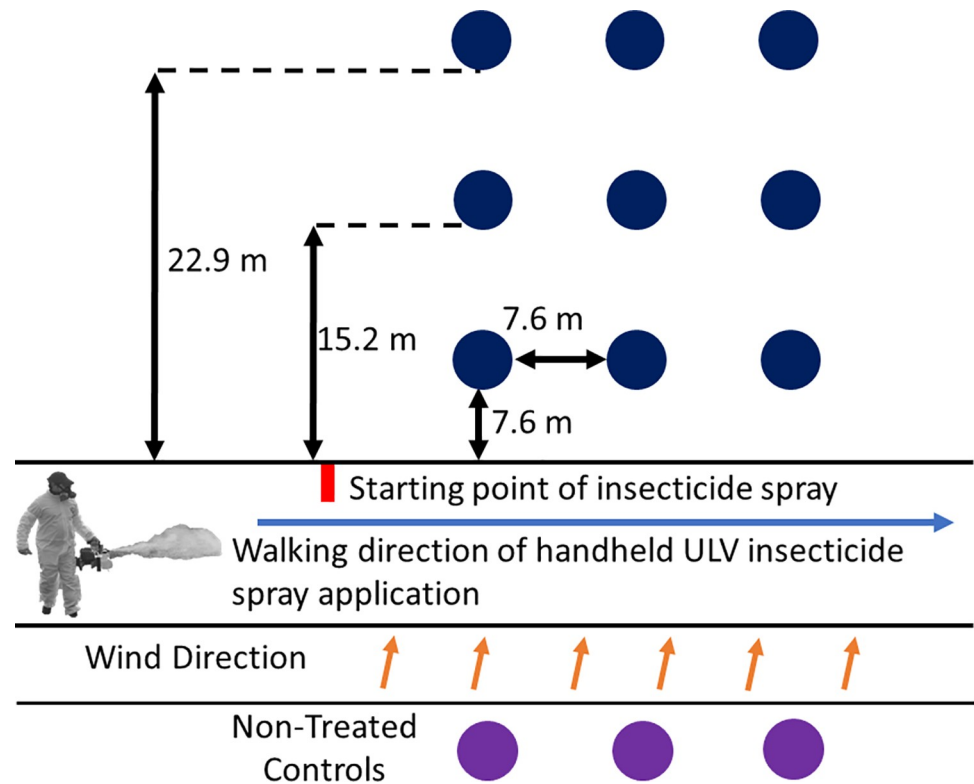 22.9 m
15.2 m
7.6 m
7.6 m
Starting point of insecticide spray
Walking direction of handheld ULV insecticide
spray application
Wind Direction
Non-Treated
Controls